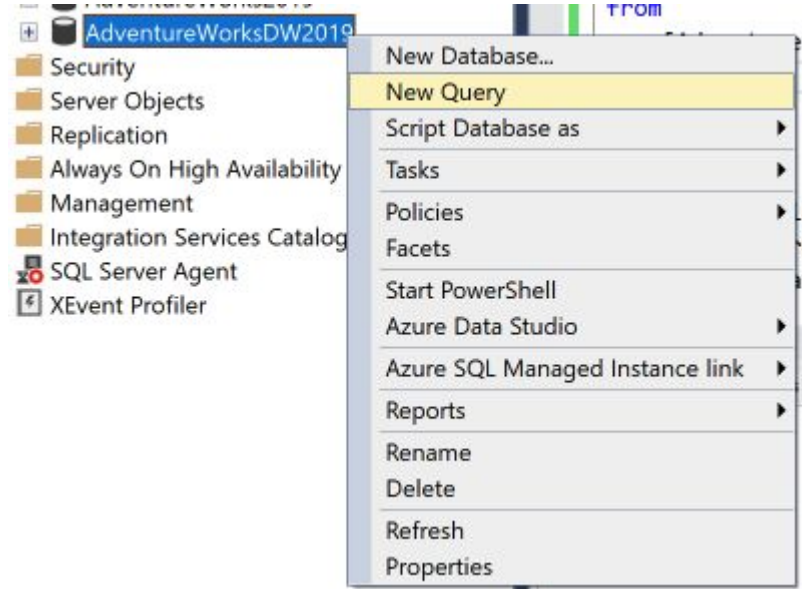 from
AdventureWorksDW2019
Security
Server Objects
Replication
Always On High Availability
Management
Integration Services Catalog
SQL Server Agent
XEvent Profiler
New Database...
New Query
Script Database as
Tasks
Policies
Facets
Start PowerShell
Azure Data Studio
Azure SQL Managed Instance link
Reports
Rename
Delete
Refresh
Properties